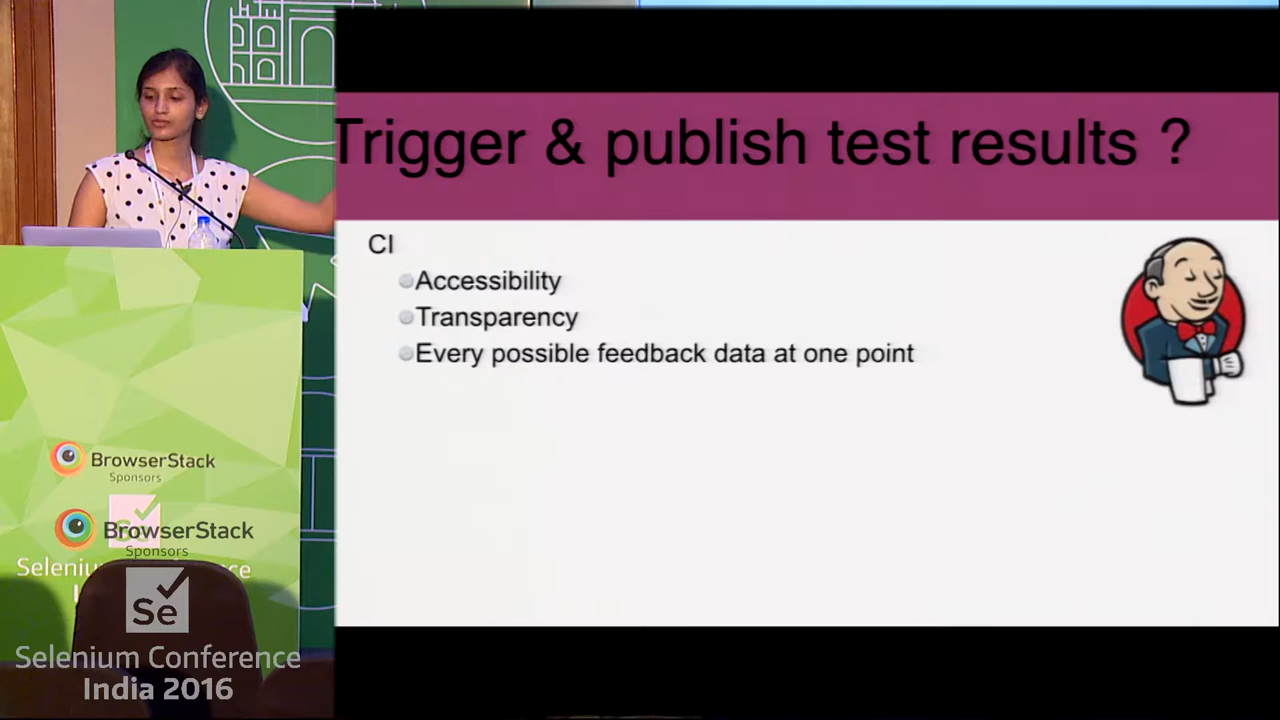 Trigger & publish test results ?
CI
Accessibility
Transparency
Every possible feedback data at one point
BrowserStack
Sponsors
BrowserStack
Sponsors
Se
Selenium Conference
India 2016